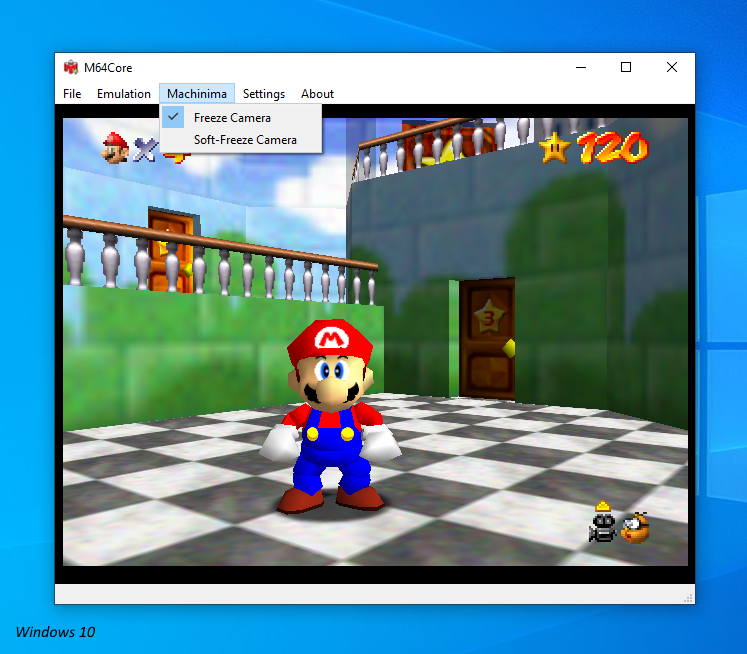 M64Core
File Emulation Machinima Settings About
Freeze Camera
Soft-Freeze Camera
120
3
M
Windows 10